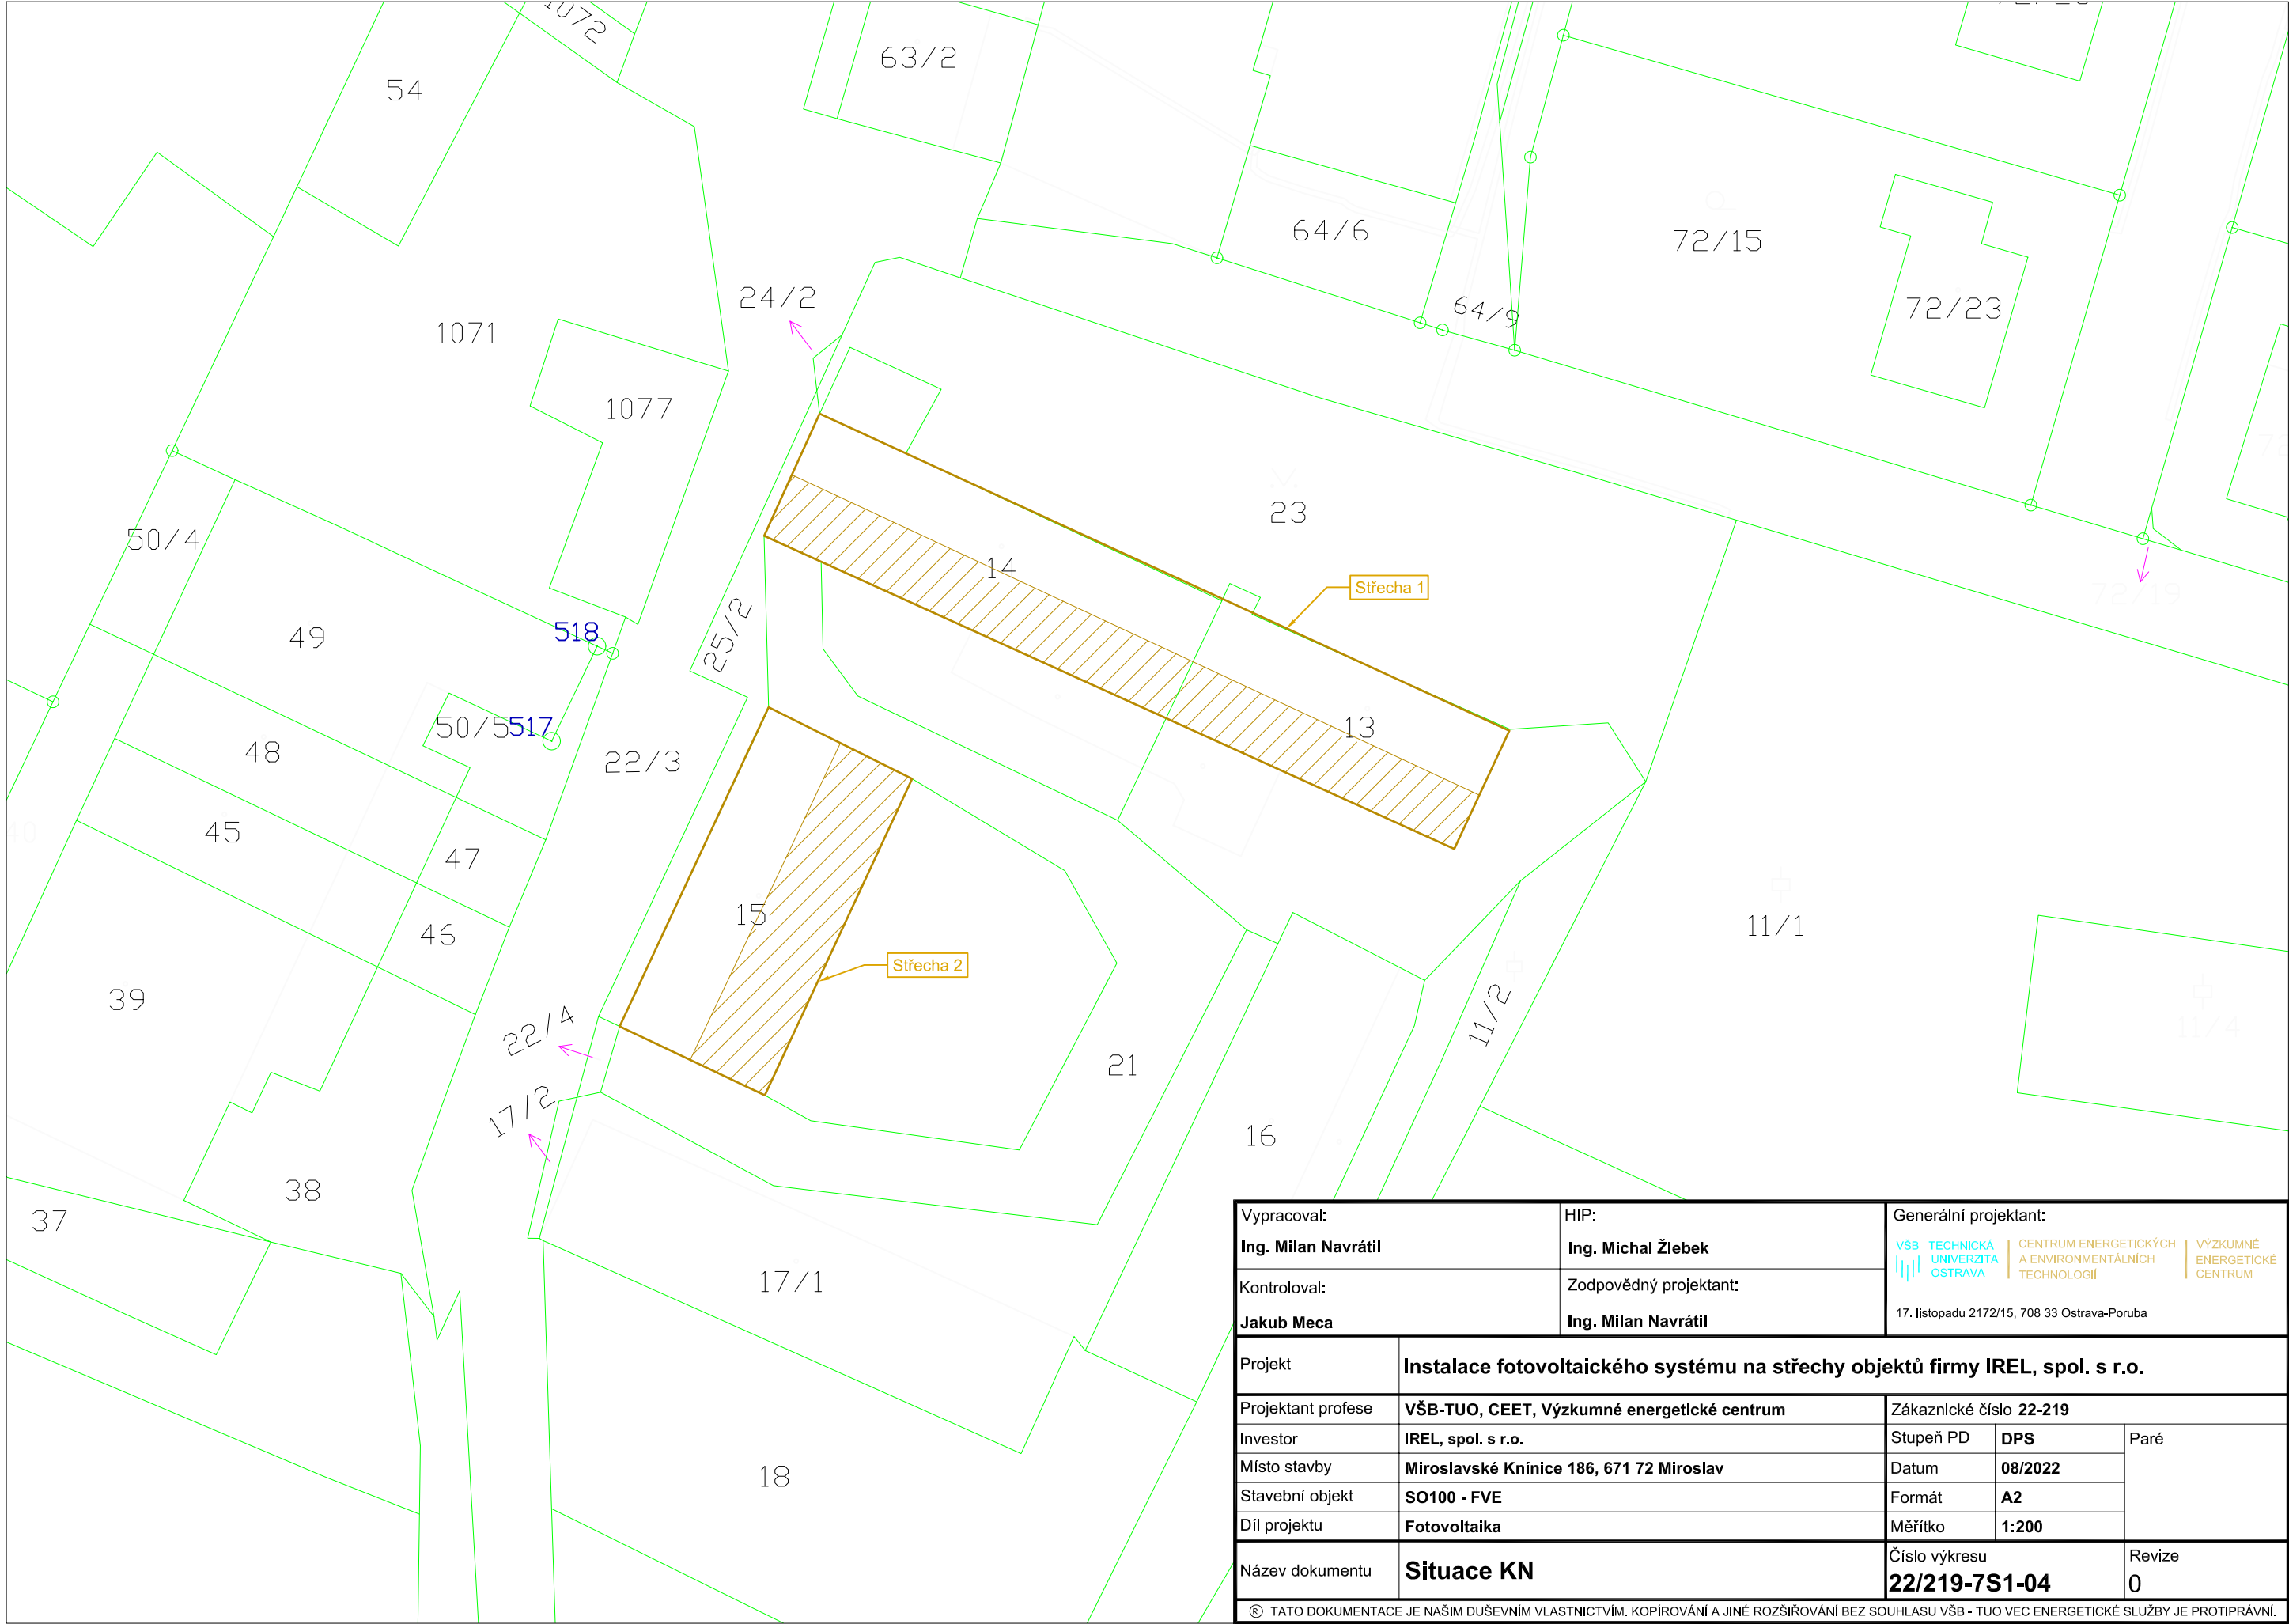 1072
54
63/2
64/6
72/15
24/2
64/9
72/23
1071
1077
23
50/4
14
Střecha 1
49
518
25/2
50/5
517
13
48
22/3
45
47
15
46
11/1
Střecha 2
39
22/4
11/2
21
17/2
16
38
37
17/1
18
Vypracoval:
Ing. Milan Navrátil
HIP:
Ing. Michal Žlebek
Generální projektant:
VŠB TECHNICKÁ
UNIVERZITA
OSTRAVA
CENTRUM ENERGETICKÝCH
A ENVIRONMENTÁLNÍCH
TECHNOLOGIÍ
VÝZKUMNÉ
ENERGETICKÉ
CENTRUM
17. listopadu 2172/15, 708 33 Ostrava-Poruba
Kontroloval:
Jakub Meca
Zodpovědný projektant:
Ing. Milan Navrátil
Projekt
Instalace fotovoltaického systému na střechy objektů firmy IREL, spol. s r.o.
Projektant profese
VŠB-TUO, CEET, Výzkumné energetické centrum
Zákaznické číslo 22-219
Investor
IREL, spol. s r.o.
Stupeň PD
DPS
Paré
Místo stavby
Miroslavské Knínice 186, 671 72 Miroslav
Datum
08/2022
Stavební objekt
SO100 - FVE
Formát
A2
Díl projektu
Fotovoltaika
Měřítko
1:200
Název dokumentu
Situace KN
Číslo výkresu
22/219-7S1-04
Revize
0
® TATO DOKUMENTACE JE NAŠIM DUŠEVNÍM VLASTNICTVÍM. KOPÍROVÁNÍ A JINÉ ROZŠIŘOVÁNÍ BEZ SOUHLASU VŠB - TUO VEC ENERGETICKÉ SLUŽBY JE PROTIPRÁVNÍ.